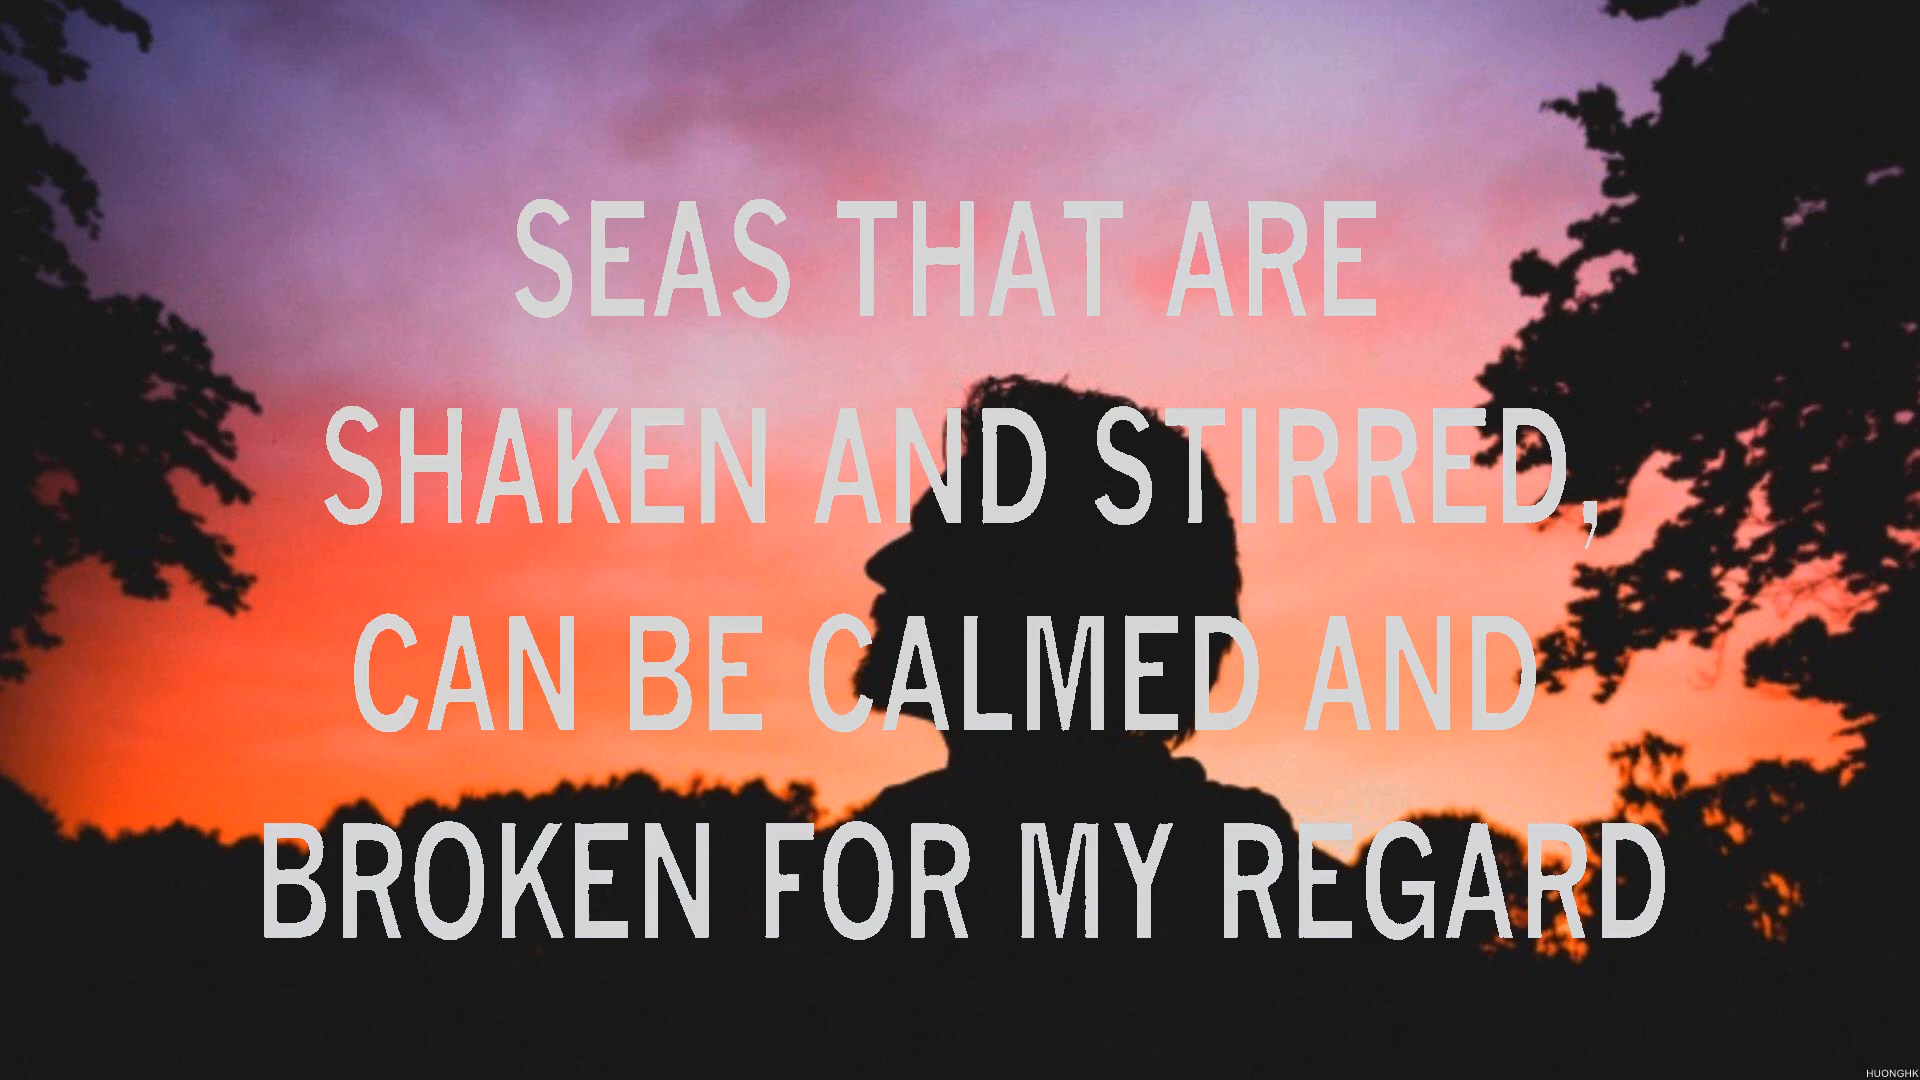 SEAS THAT ARE
SHAKEN AND STIRRED,
CAN BE CALMED AND
BROKEN FOR MY REGARD
HUONGHK